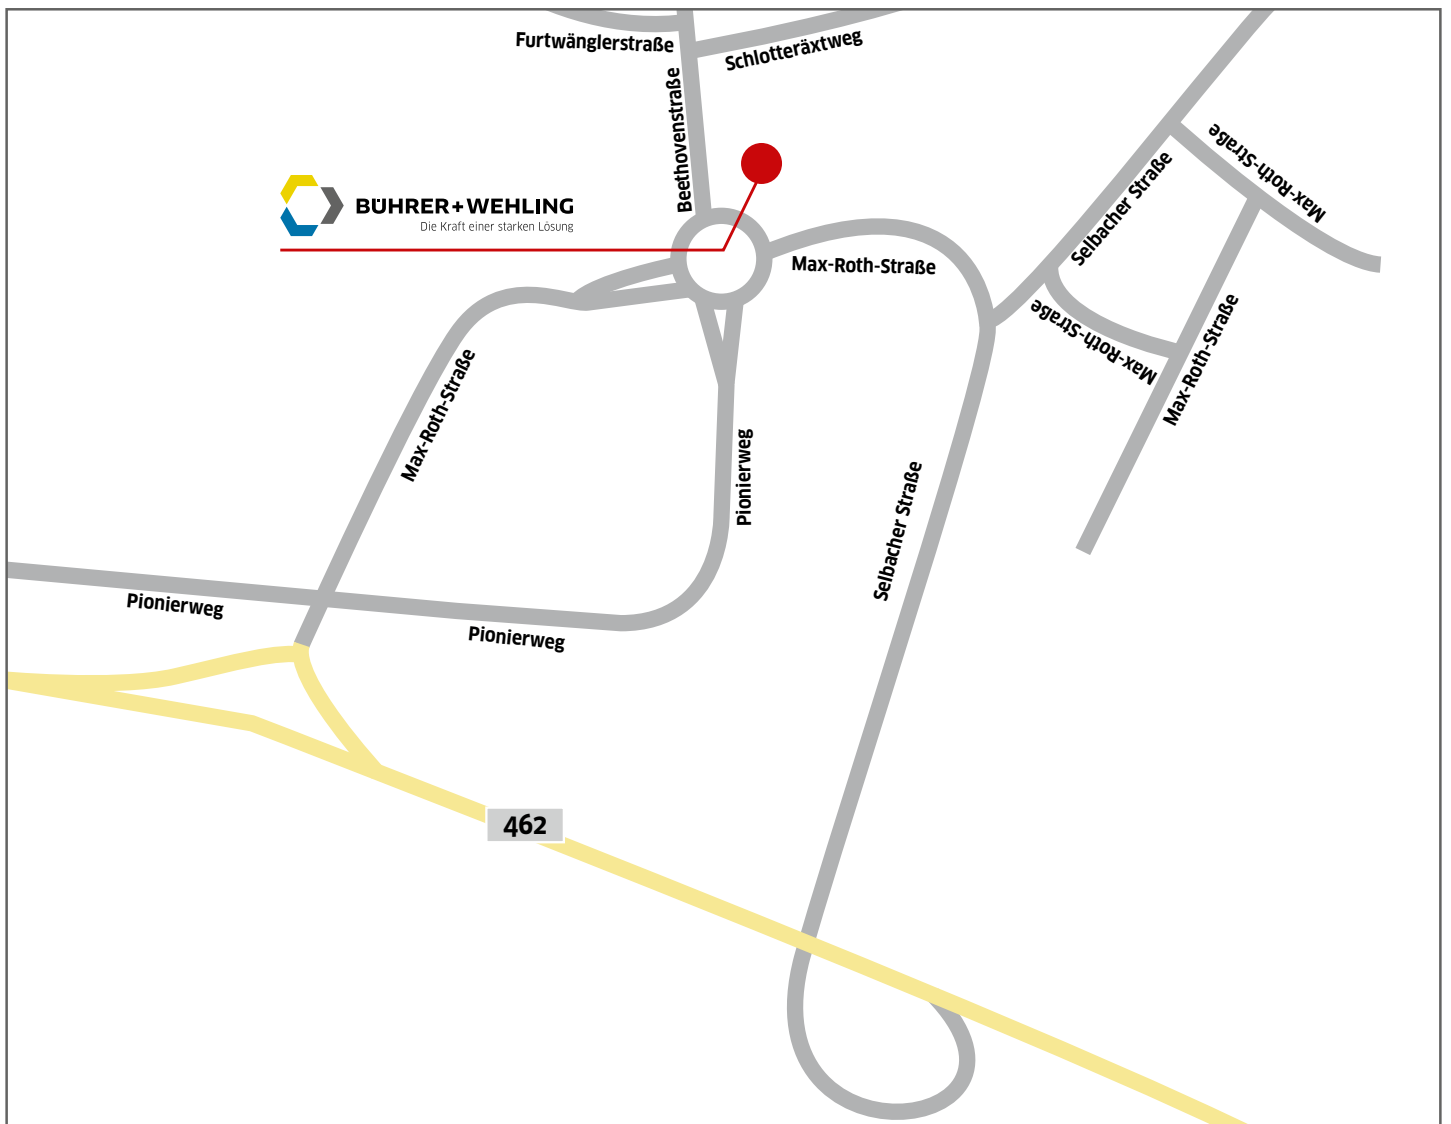 Furtwänglerstraße
Schlotteräxtweg
Beethovenstraße
Max-Roth-Straße
Selbacher Straße
BÜHRER+WEHLING
Die Kraft einer starken Lösung
Max-Roth-Straße
Max-Roth-Straße
Max-Roth-Straße
Max-Roth-Straße
Pionierweg
Selbacher Straße
Pionierweg
Pionierweg
462